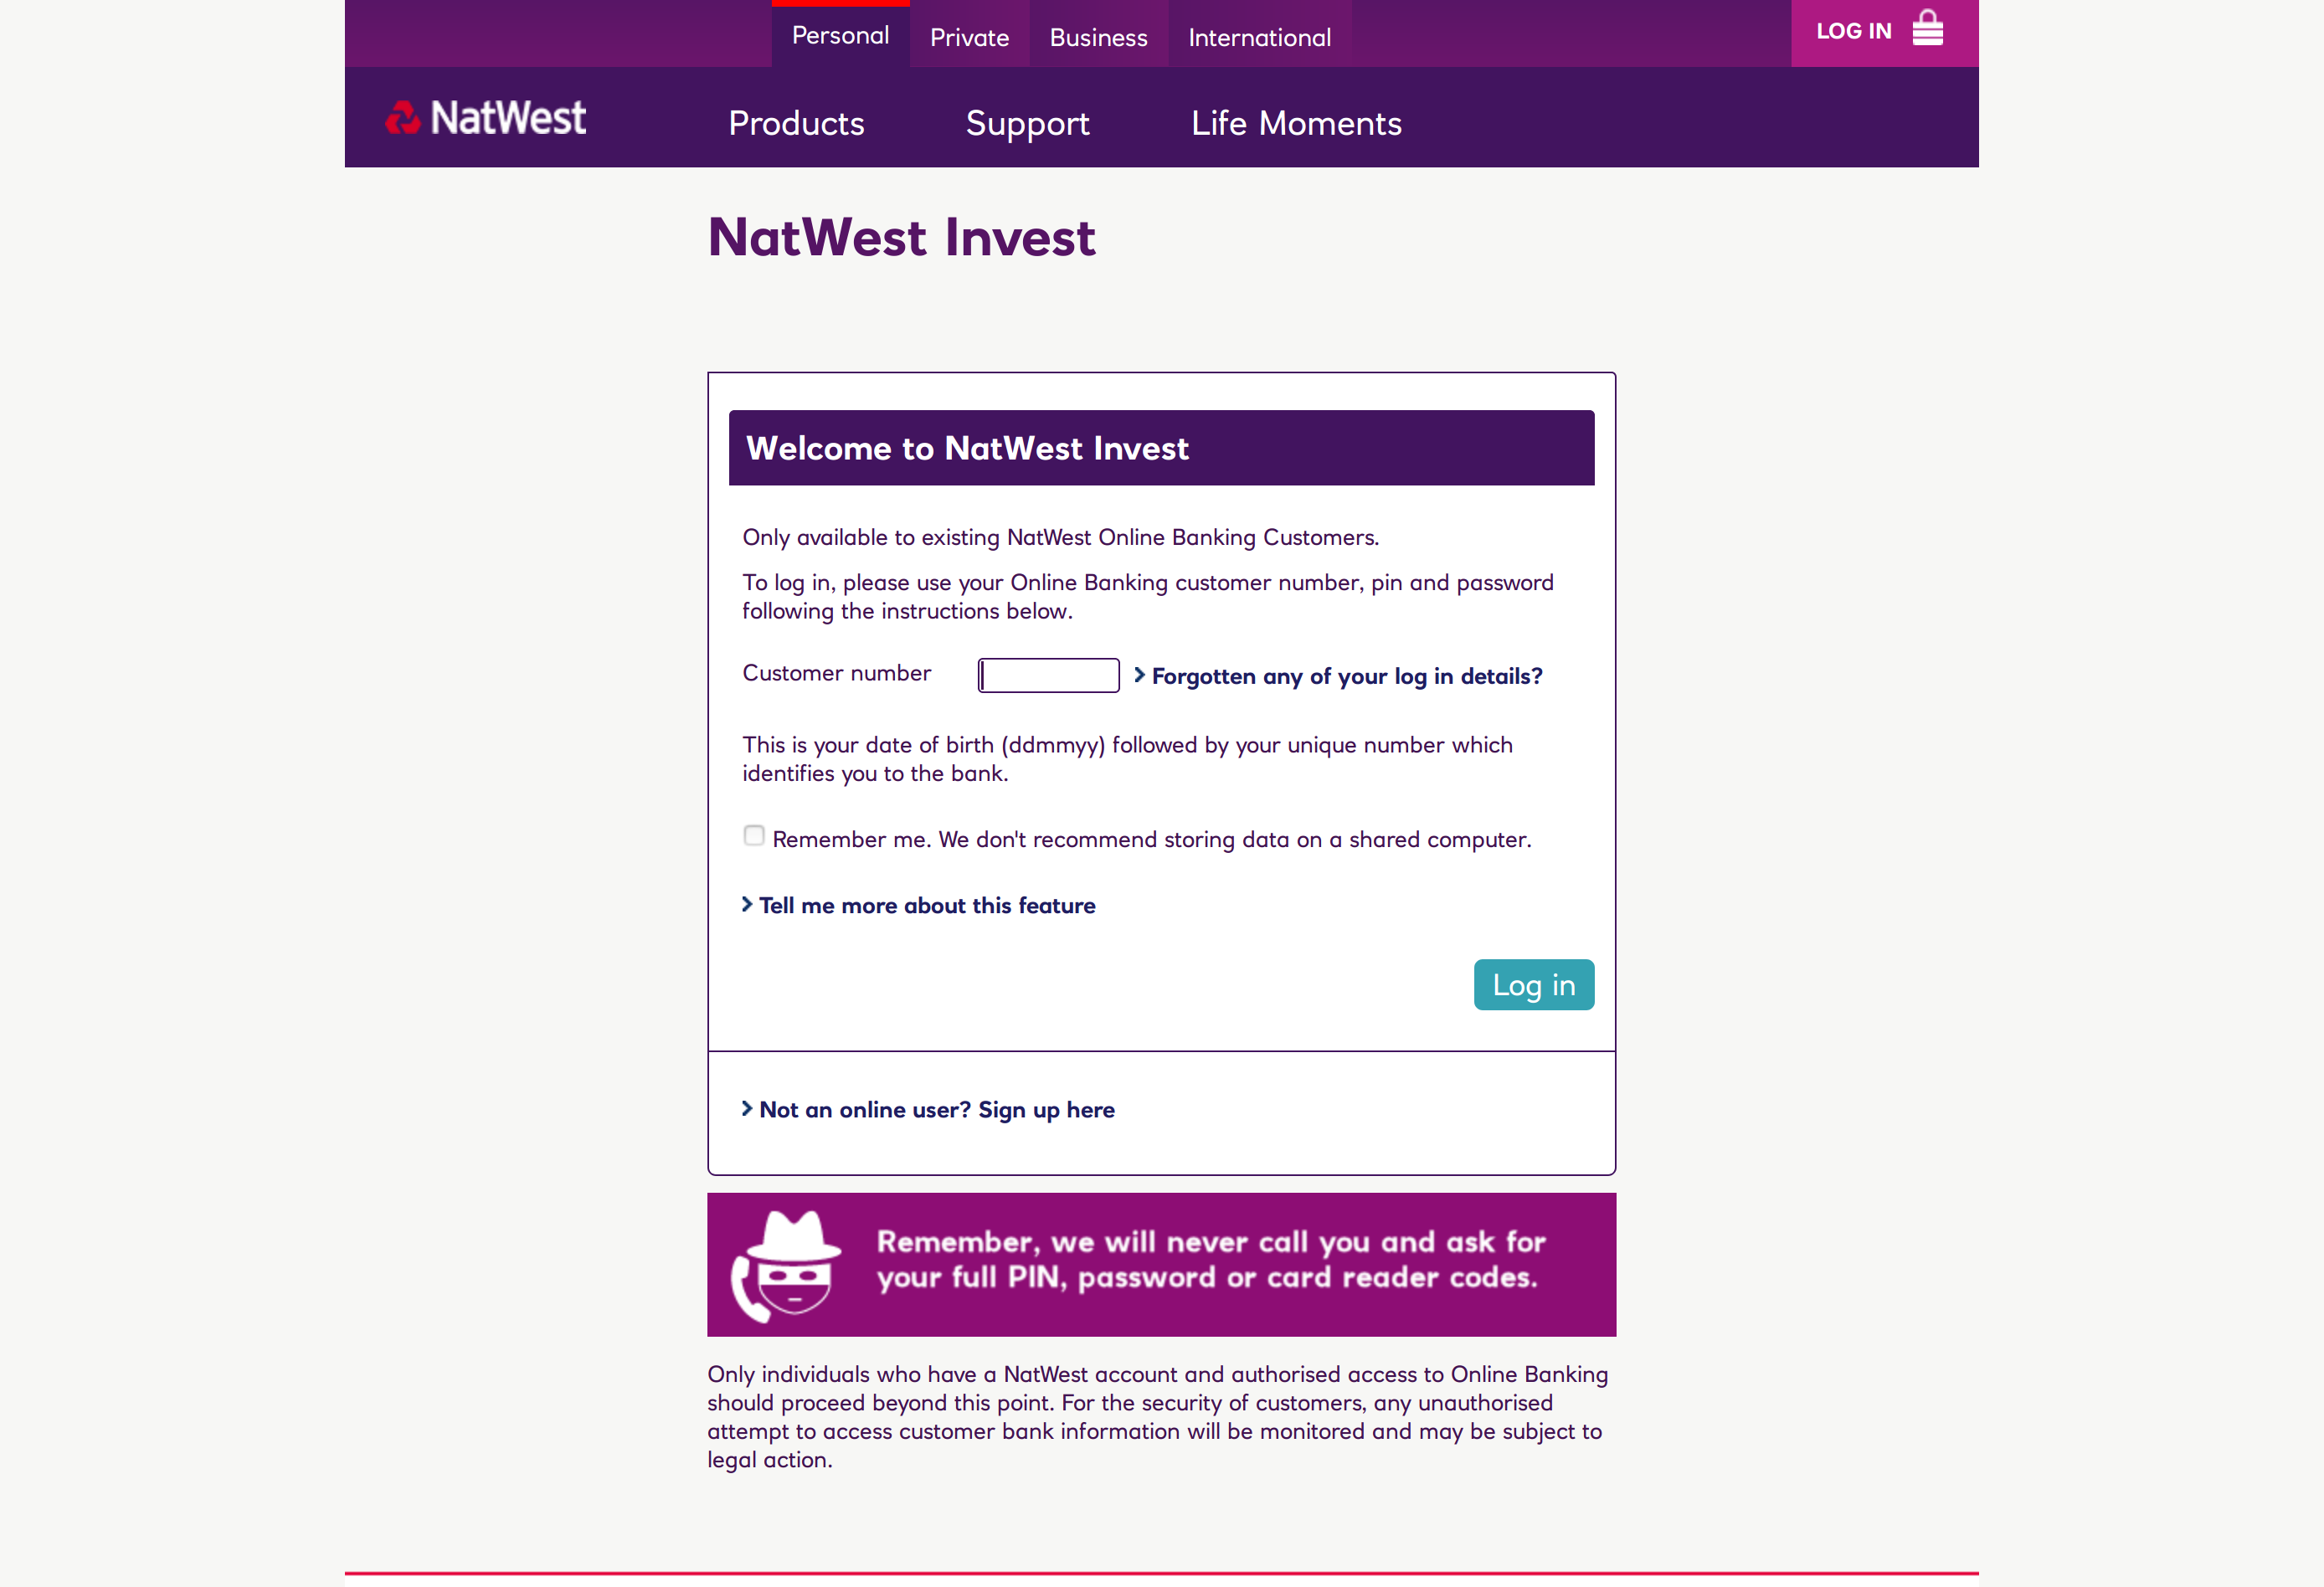 Personal
Private
Business
International
LOG IN
NatWest
Products
Support
Life Moments
NatWest Invest
Welcome to NatWest Invest
Only available to existing NatWest Online Banking Customers.
To log in, please use your Online Banking customer number, pin and password
following the instructions below.
Customer number
Forgotten any of your log in details?
This is your date of birth (ddmmyy) followed by your unique number which
identifies you to the bank.
Remember me. We don't recommend storing data on a shared computer.
Tell me more about this feature
Log in
Not an online user? Sign up here
Remember, we will never call you and ask for
your full PIN, password or card reader codes.
Only individuals who have a NatWest account and authorised access to Online Banking
should proceed beyond this point. For the security of customers, any unauthorised
attempt to access customer bank information will be monitored and may be subject to
legal action.